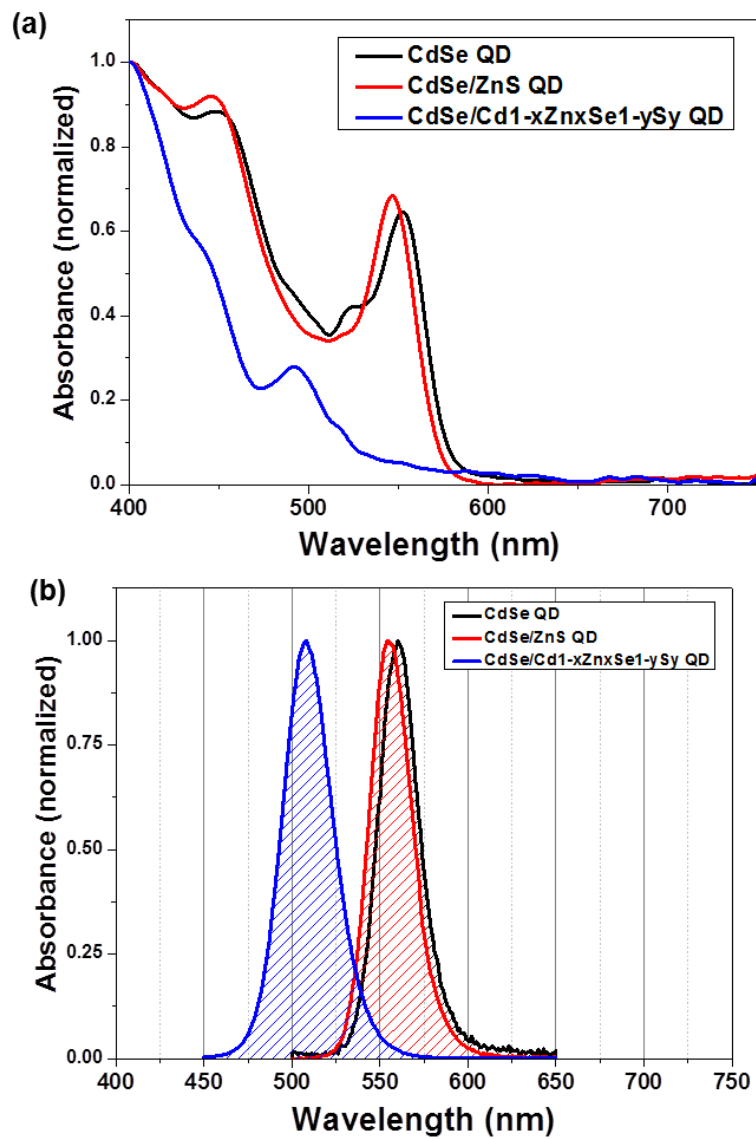 (a)
CdSe QD
CdSe/ZnS QD
CdSe/Cd1-xZnxSe1-ySy QD
Absorbance (normalized)
1.0
0.8
0.6
0.4
0.2
0.0
400 500 600 700
Wavelength (nm)
(b)
CdSe QD
CdSe/ZnS QD
CdSe/Cd1-xZnxSe1-ySy QD
Absorbance (normalized)
1.00
0.75
0.50
0.25
0.00
400 450 500 550 600 650 700 750
Wavelength (nm)